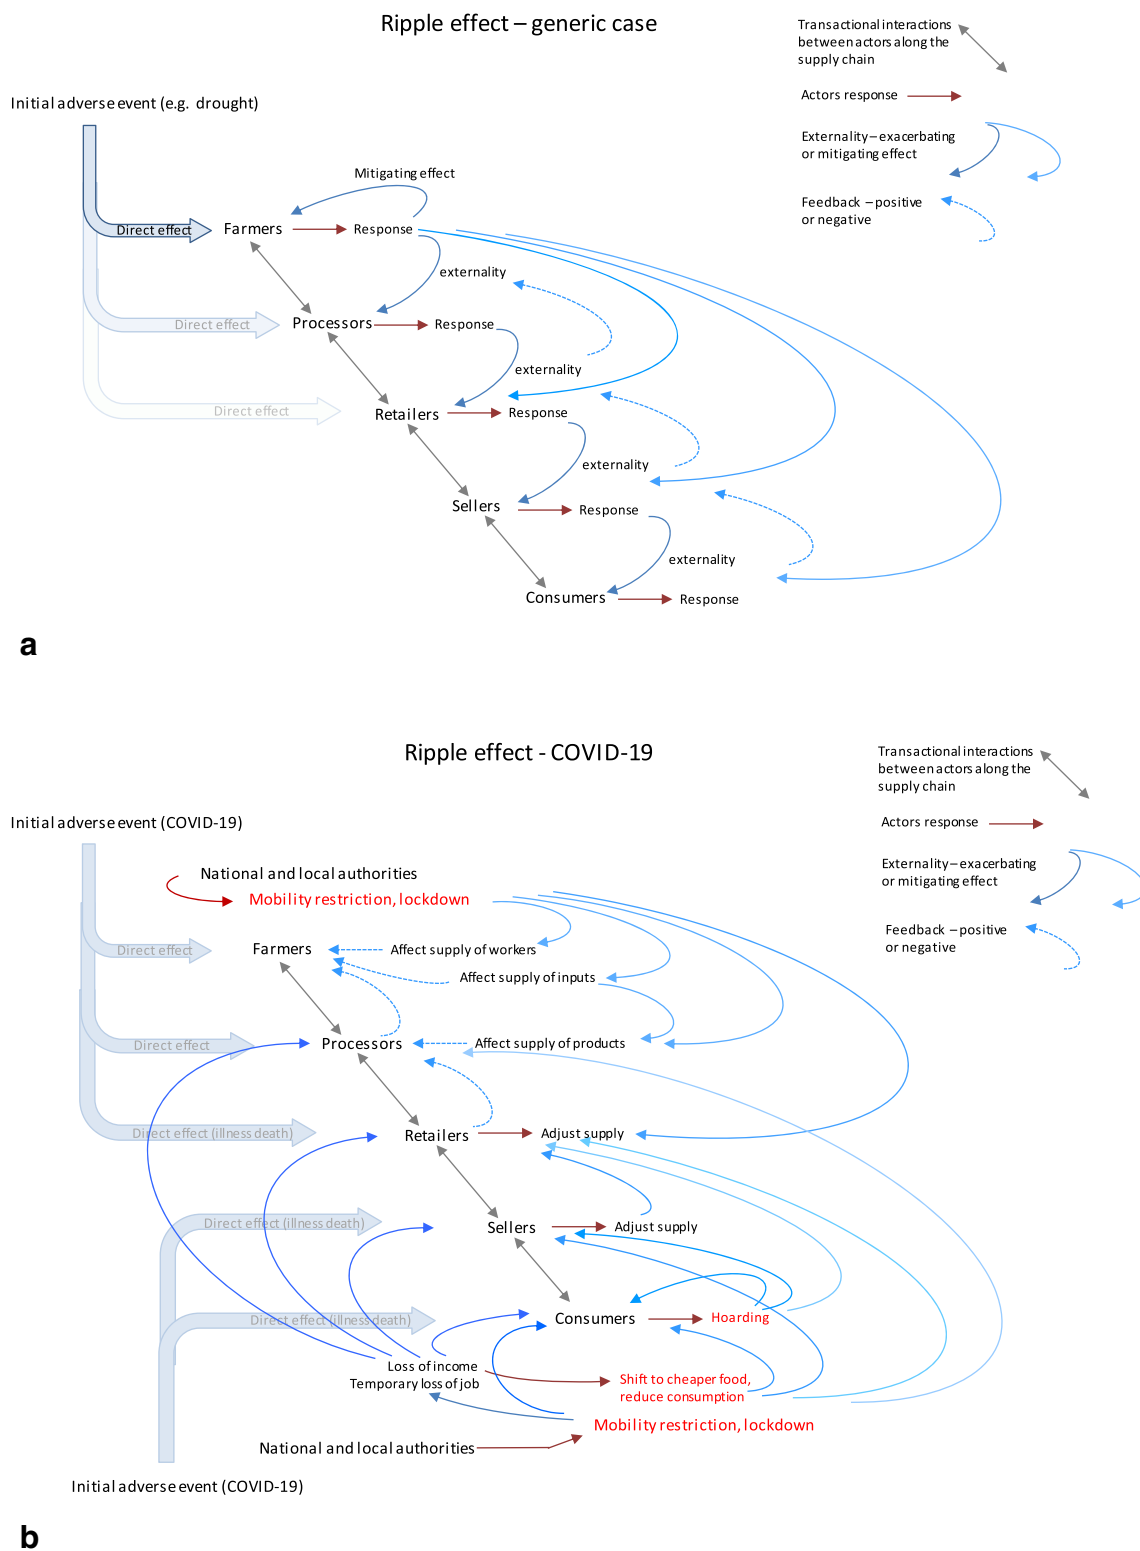 Ripple effect – generic case
Transactional interactions
between actors along the
supply chain
Actors response
Externality – exacerbating
or mitigating effect
Feedback – positive
or negative
Initial adverse event (e.g. drought)
Mitigating effect
Direct effect
Farmers
Response
externality
Direct effect
Processors
Response
externality
Direct effect
Retailers
Response
externality
Sellers
Response
externality
Consumers
Response
a
Ripple effect - COVID-19
Transactional interactions
between actors along the
supply chain
Actors response
Externality – exacerbating
or mitigating effect
Feedback – positive
or negative
Initial adverse event (COVID-19)
National and local authorities
Mobility restriction, lockdown
Direct effect
Farmers
Affect supply of workers
Affect supply of inputs
Direct effect
Processors
Affect supply of products
Direct effect (illness death)
Retailers
Adjust supply
Direct effect (illness death)
Sellers
Adjust supply
Direct effect (illness death)
Consumers
Hoarding
Loss of income
Temporary loss of job
Shift to cheaper food,
reduce consumption
Mobility restriction, lockdown
National and local authorities
Initial adverse event (COVID-19)
b